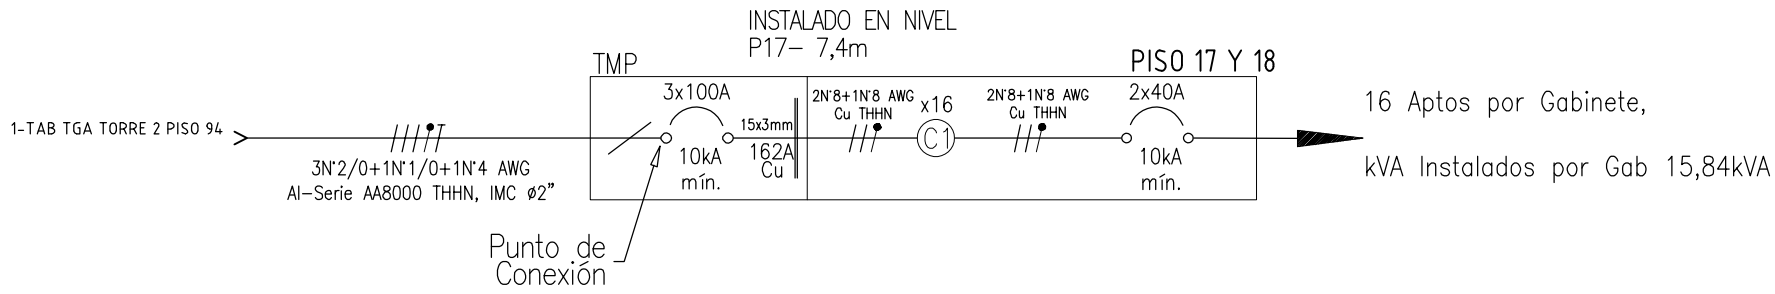 INSTALADO EN NIVEL
P17- 7,4m
TMP
PISO 17 Y 18
3x100A
2N°8+1N°8 AWG
Cu THHN
x16
2N°8+1N°8 AWG
Cu THHN
2x40A
16 Aptos por Gabinete,
1-TAB TGA TORRE 2 PISO 94
T
15x3mm
C1
10kA
mín.
162A
Cu
10kA
mín.
3N°2/0+1N°1/0+1N°4 AWG
Al-Serie AA8000 THHN, IMC ø2”
kVA Instalados por Gab 15,84kVA
Punto de
Conexión